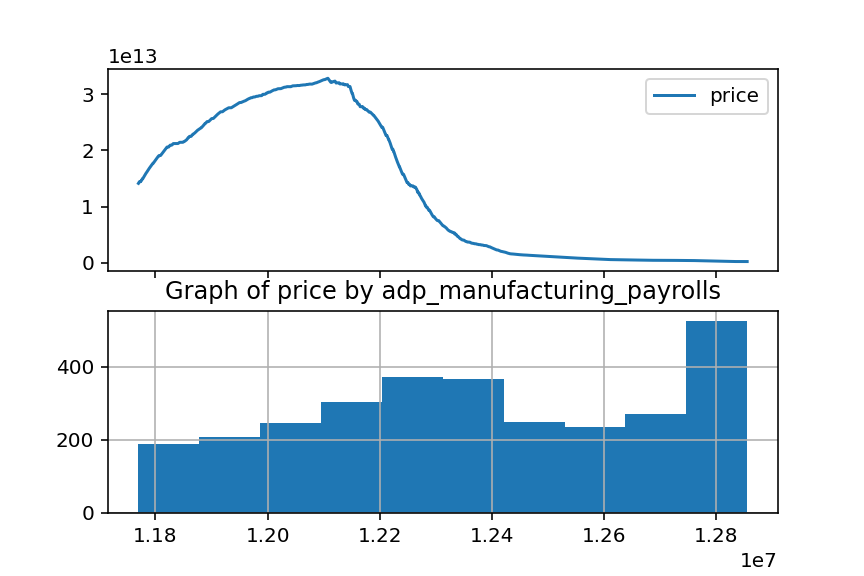 1e13
price
3
2
1
0
Graph of price by adp_manufacturing_payrolls
400
200
0
1.18 1.20 1.22 1.24 1.26 1.28
1e7